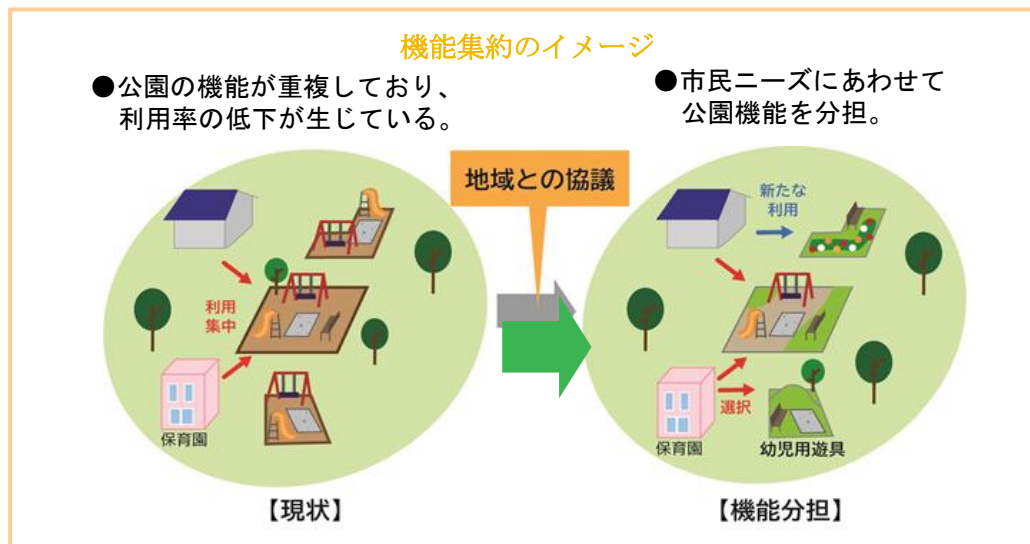 機能集約のイメージ
●公園の機能が重複しており、
利用率の低下が生じている。
●市民ニーズにあわせて
公園機能を分担。
地域との協議
利用
集中
保育園
【現状】
新たな
利用
選択
保育園
幼児用遊具
【機能分担】